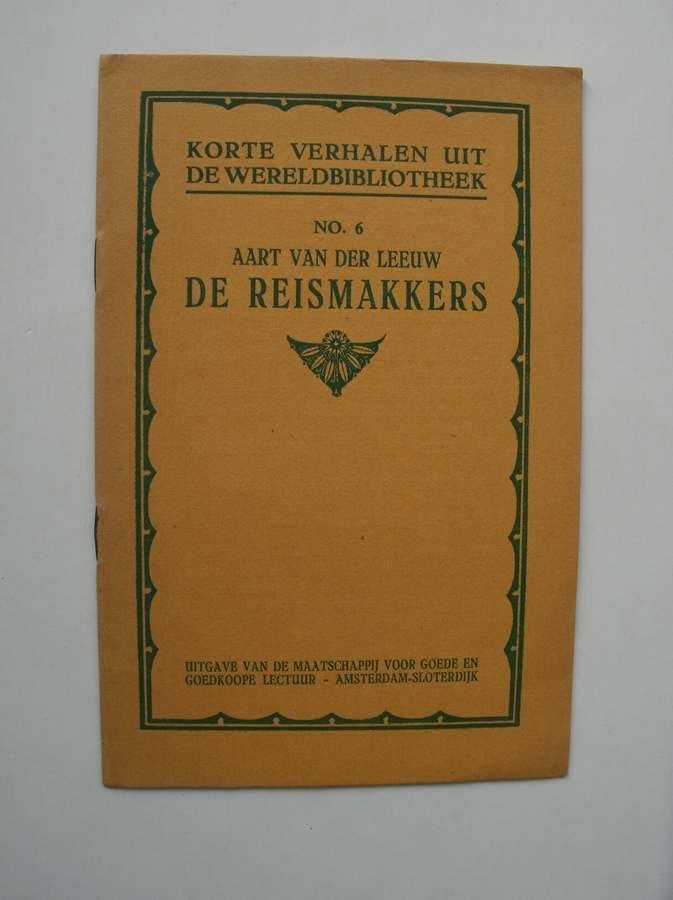 KORTE VERHALEN UIT
DE WERELDBIBLIOTHEEK
NO. 6
AART VAN DER LEEUW
DE REISMAKKERS
UITGAVE VAN DE MAATSCHAPPIJ VOOR GOEDE EN
GOEDKOOPE LECTUUR - AMSTERDAM-SLOTERDIJK